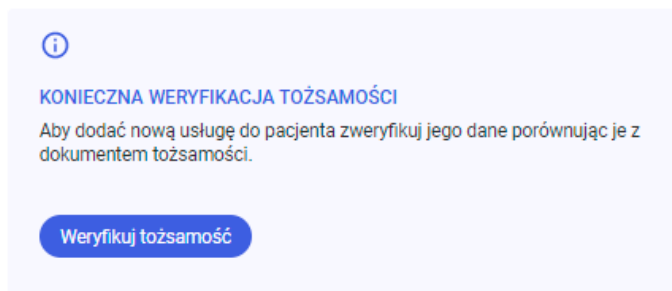 KONIECZNA WERYFIKACJA TOŻSAMOŚCI
Aby dodać nową usługę do pacjenta zweryfikuj jego dane porównując je z
dokumentem tożsamości.
Weryfikuj tożsamość